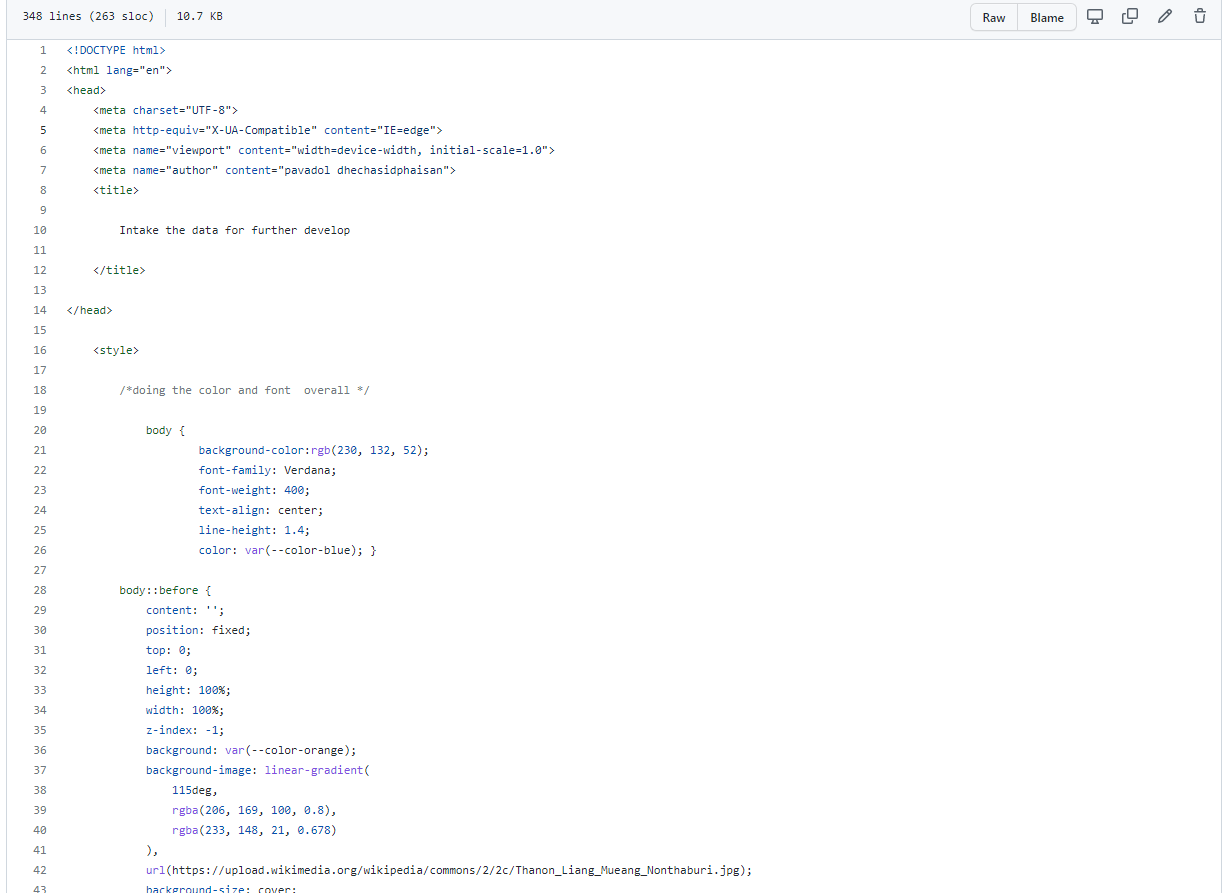 348 lines (263 sloc) 10.7 KB Raw Blame
1 <!DOCTYPE html>
2 <html lang="en">
3 <head>
4 <meta charset="UTF-8">
5 <meta http-equiv="X-UA-Compatible" content="IE=edge">
6 <meta name="viewport" content="width=device-width, initial-scale=1.0">
7 <meta name="author" content="pavadol dhechasidphaisan">
8 <title>
9
10 Intake the data for further develop
11
12 </title>
13
14 </head>
15
16 <style>
17
18 /*doing the color and font  overall */
19
20 body {
21 background-color:rgb(230, 132, 52);
22 font-family: Verdana;
23 font-weight: 400;
24 text-align: center;
25 line-height: 1.4;
26 color: var(--color-blue); }
27
28 body::before {
29 content: '';
30 position: fixed;
31 top: 0;
32 left: 0;
33 height: 100%;
34 width: 100%;
35 z-index: -1;
36 background: var(--color-orange);
37 background-image: linear-gradient(
38 115deg,
39 rgba(206, 169, 100, 0.8),
40 rgba(233, 148, 21, 0.678)
41 ),
42 url(https://upload.wikimedia.org/wikipedia/commons/2/2c/Thanon_Liang_Mueang_Nonthaburi.jpg);
43 background-size: cover;